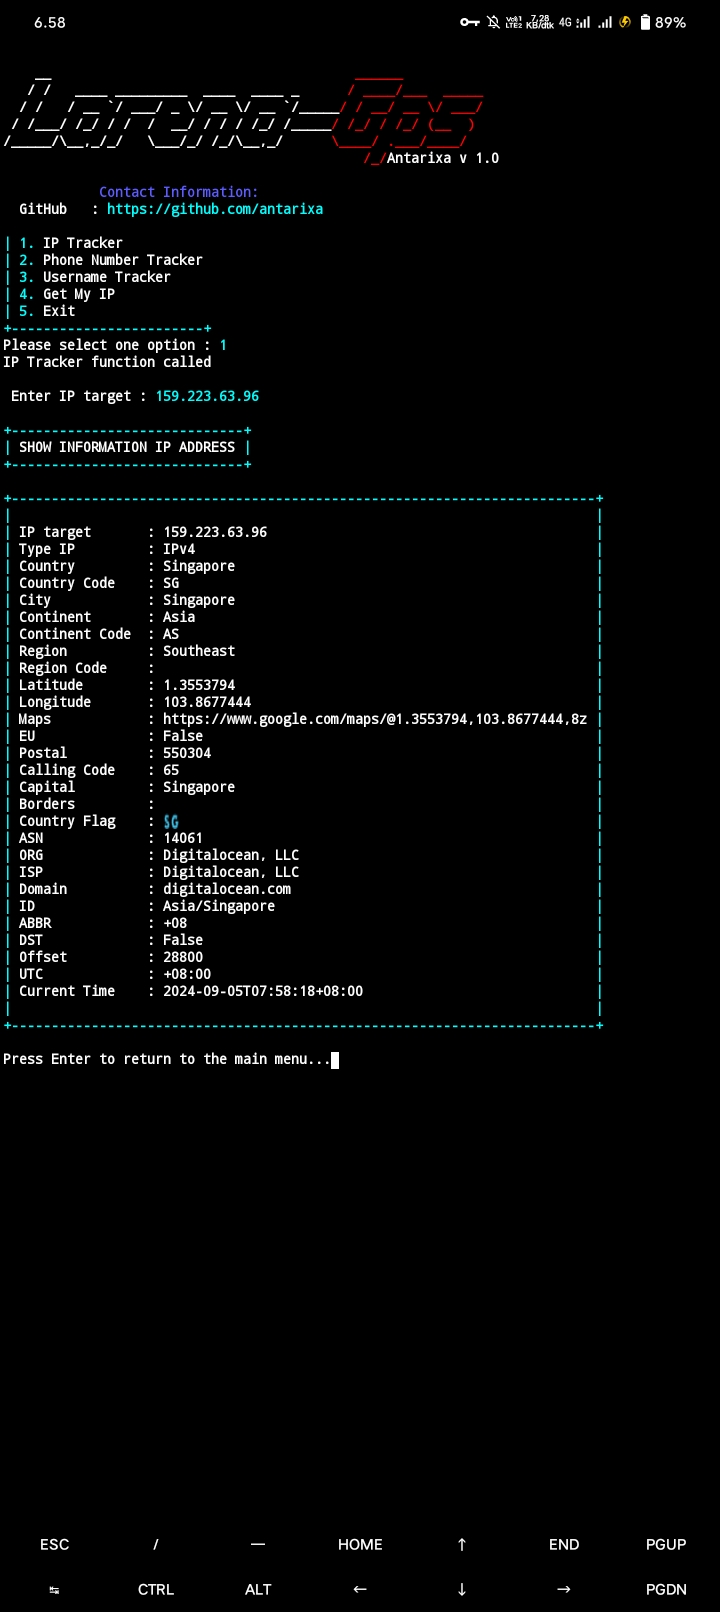 6.58 Vo)) 1 LTE2 7,28 KB/dtk 4G 89%
Antarixa v 1.0
Contact Information:
GitHub   : https://github.com/antarixa
| 1. IP Tracker
| 2. Phone Number Tracker
| 3. Username Tracker
| 4. Get My IP
| 5. Exit
+------------------------+
Please select one option : 1
IP Tracker function called
Enter IP target : 159.223.63.96
+-----------------------------+
| SHOW INFORMATION IP ADDRESS |
+-----------------------------+
+-------------------------------------------------------------------------+
| IP target       : 159.223.63.96 |
| Type IP         : IPv4 |
| Country         : Singapore |
| Country Code    : SG |
| City            : Singapore |
| Continent       : Asia |
| Continent Code  : AS |
| Region          : Southeast |
| Region Code     : |
| Latitude        : 1.3553794 |
| Longitude       : 103.8677444 |
| Maps            : https://www.google.com/maps/@1.3553794,103.8677444,8z |
| EU              : False |
| Postal          : 550304 |
| Calling Code    : 65 |
| Capital         : Singapore |
| Borders         : |
| Country Flag    : SG |
| ASN             : 14061 |
| ORG             : Digitalocean, LLC |
| ISP             : Digitalocean, LLC |
| Domain          : digitalocean.com |
| ID              : Asia/Singapore |
| ABBR            : +08 |
| DST             : False |
| Offset          : 28800 |
| UTC             : +08:00 |
| Current Time    : 2024-09-05T07:58:18+08:00 |
+-------------------------------------------------------------------------+
Press Enter to return to the main menu...
ESC / — HOME ↑ END PGUP
↹ CTRL ALT ← ↓ → PGDN